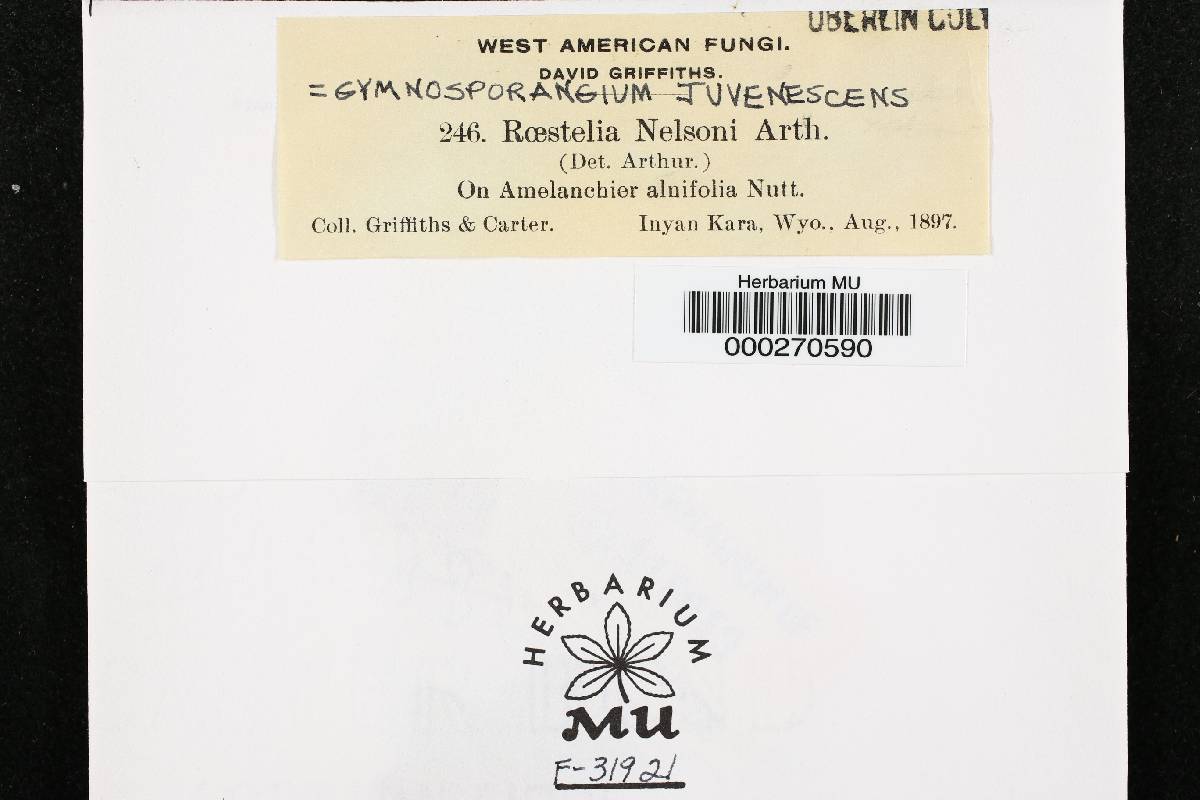 OBERLIN COLL
WEST AMERICAN FUNGI.
DAVID GRIFFITHS.
= GYMNOSPORANGIUM JUVENESCENS
246. Rœstelia Nelsoni Arth.
(Det. Arthur.)
On Amelanchier alnifolia Nutt.
Coll. Griffiths & Carter. Inyan Kara, Wyo., Aug., 1897.
Herbarium MU
000270590
HERBARIUM
MU
F-31921